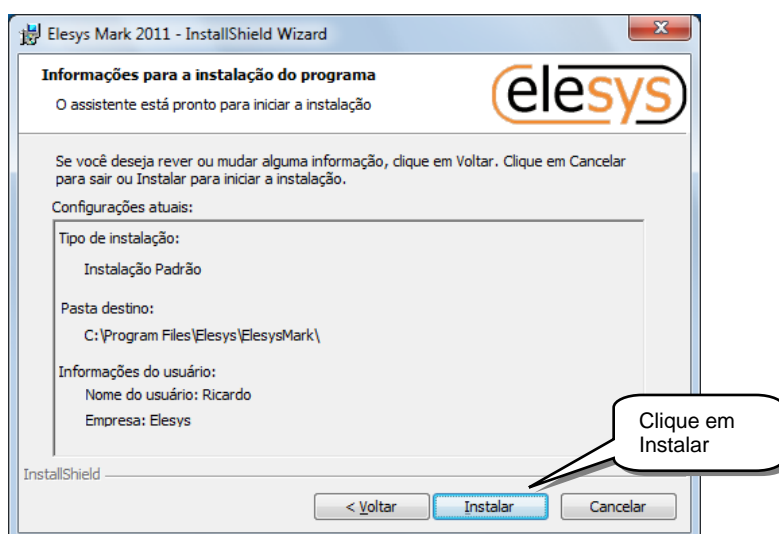 Elesys Mark 2011 - InstallShield Wizard
Informações para a instalação do programa
O assistente está pronto para iniciar a instalação
elesys
Se você deseja rever ou mudar alguma informação, clique em Voltar. Clique em Cancelar
para sair ou Instalar para iniciar a instalação.
Configurações atuais:
Tipo de instalação:
Instalação Padrão
Pasta destino:
C:\Program Files\Elesys\ElesysMark\
Informações do usuário:
Nome do usuário: Ricardo
Empresa: Elesys
Clique em
Instalar
InstallShield
< Voltar
Instalar
Cancelar